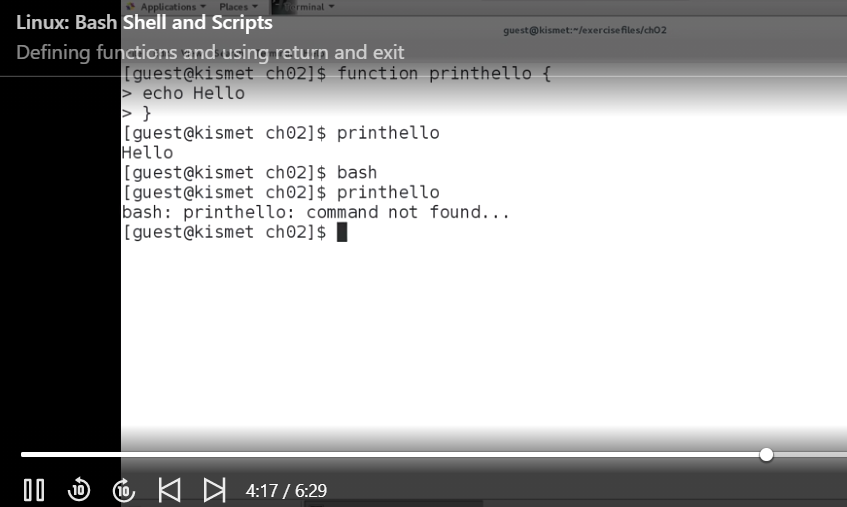 Applications Places
Linux: Bash Shell and Scripts
guest@kismet:~/exercisefiles/ch02
Defining functions and using return and exit
[guest@kismet ch02]$ function printhello {
> echo Hello
> }
[guest@kismet ch02]$ printhello
Hello
[guest@kismet ch02]$ bash
[guest@kismet ch02]$ printhello
bash: printhello: command not found...
[guest@kismet ch02]$
10 10 4:17 / 6:29